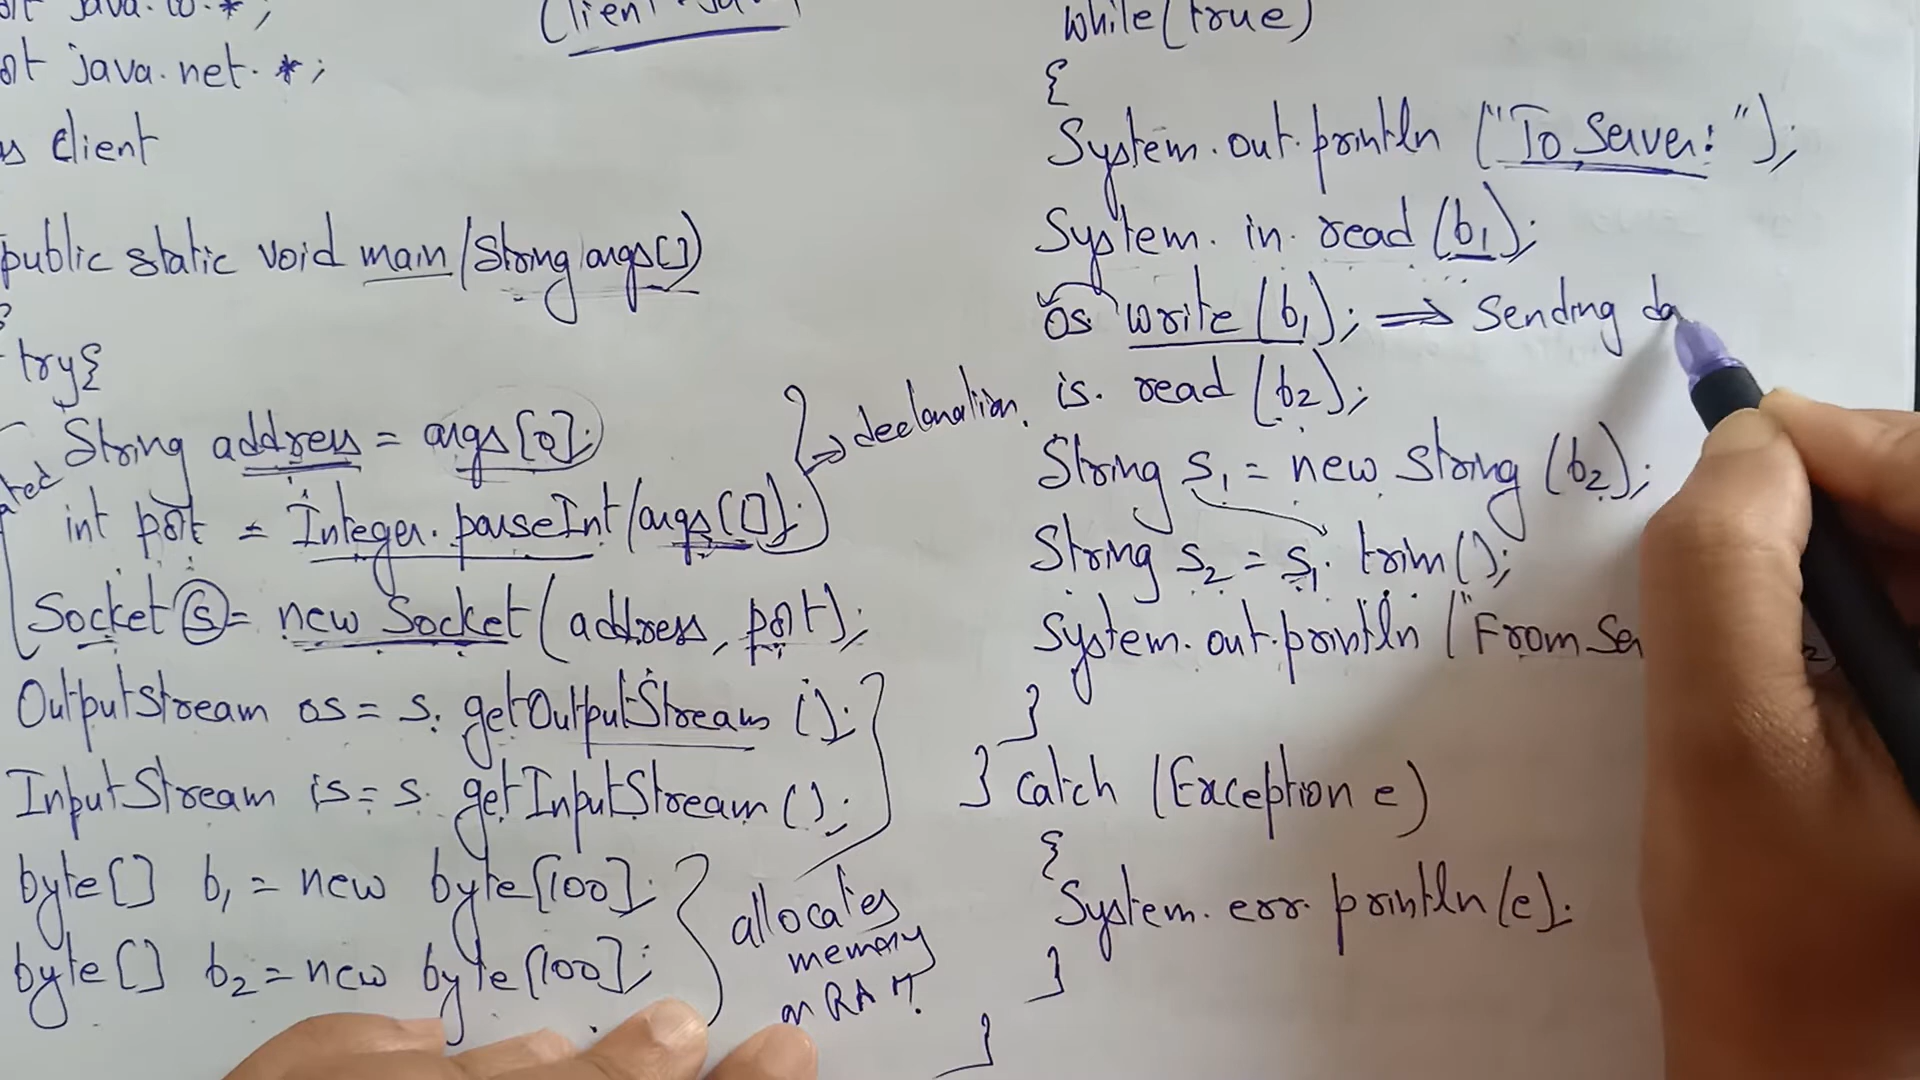 java.io.*;
java.net.*;
Client
public static void main(String args[])
try{
String address = args[0];
int port = Integer.parseInt(args[1]);
Socket s = new Socket(address, port);
OutputStream os = s.getOutputStream();
InputStream is = s.getInputStream();
byte[] b1 = new byte[100];
byte[] b2 = new byte[100];
declaration.
allocates
memory
on RAM.
while(true)
{
System.out.println("To Server:");
System.in.read(b1);
os write(b1); ⇒ Sending da
is. read(b2);
String s1 = new String(b2);
String s2 = s1. trim();
System.out.println("From Se
}
} catch (Exception e)
{
System.err.println(e);
}
}